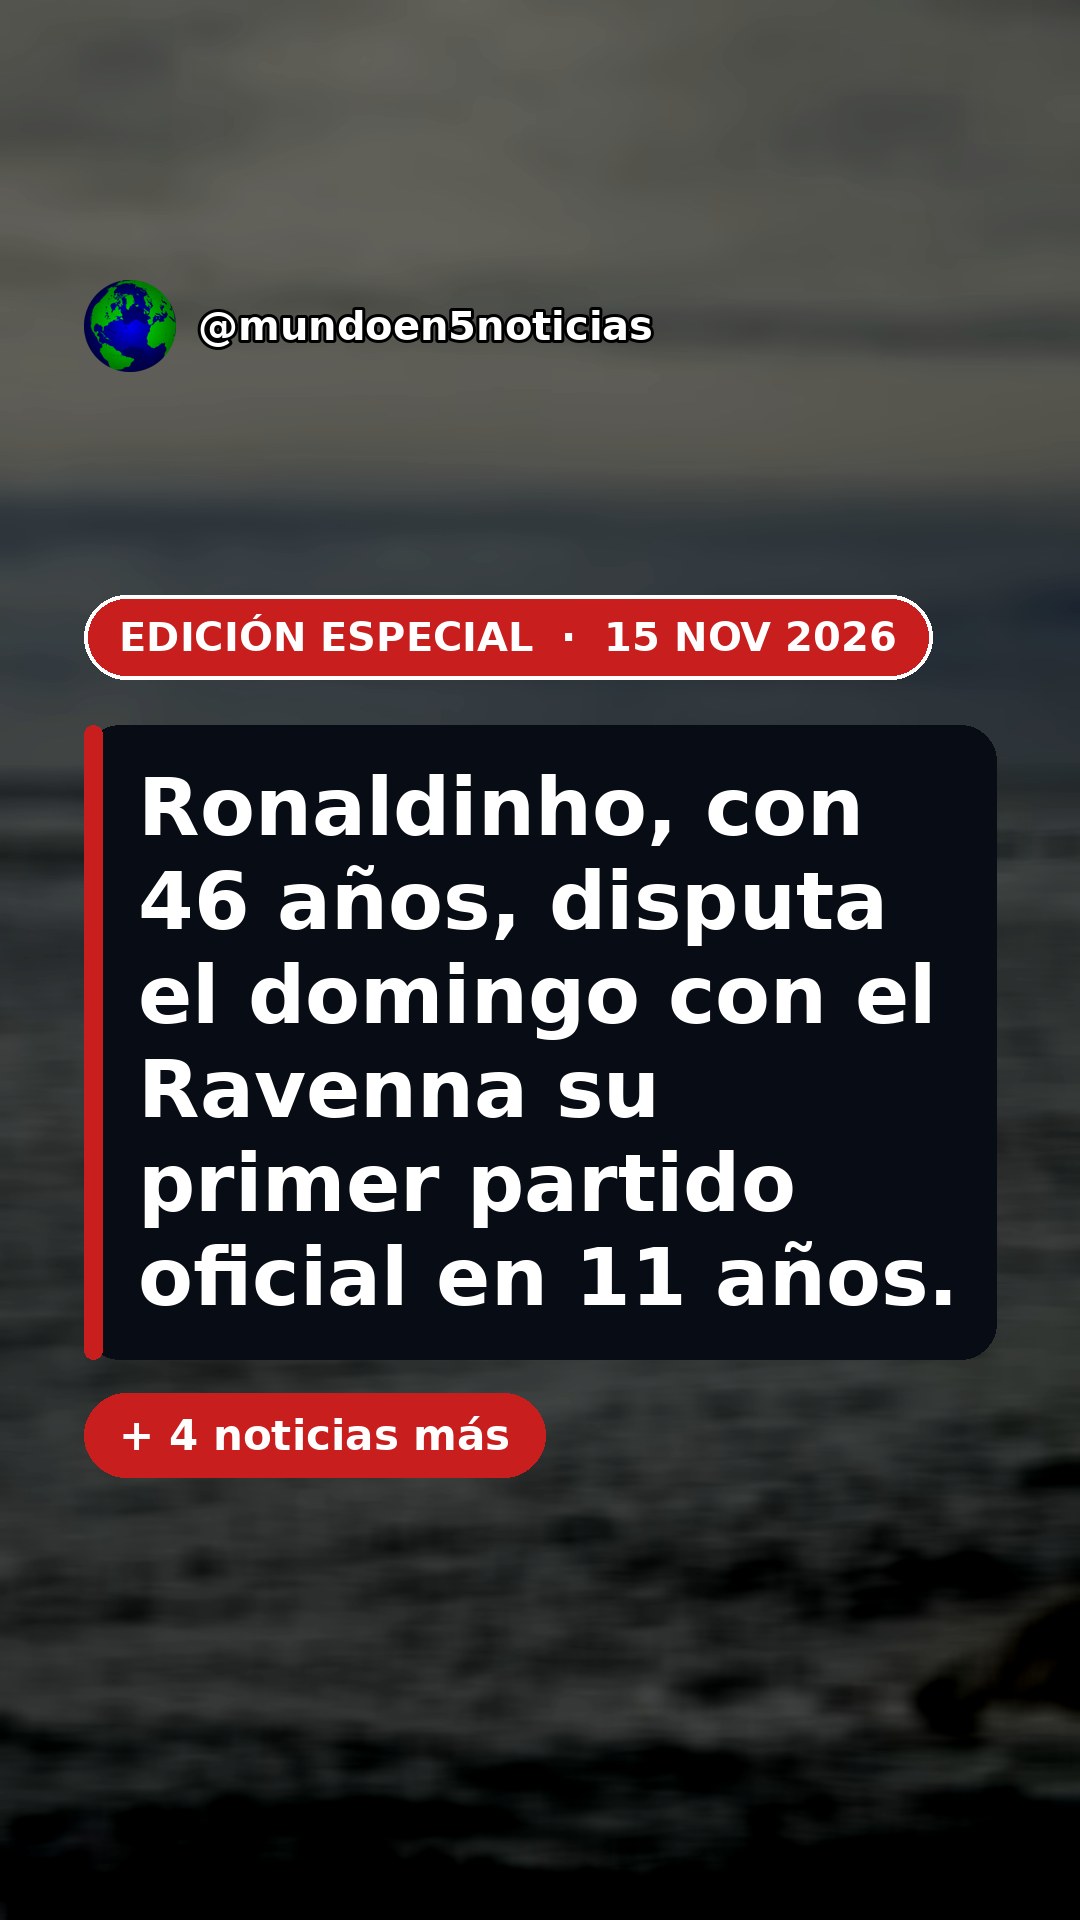 @mundoen5noticias
EDICIÓN ESPECIAL · 15 NOV 2026
Ronaldinho, con
46 años, disputa
el domingo con el
Ravenna su
primer partido
oficial en 11 años.
+ 4 noticias más